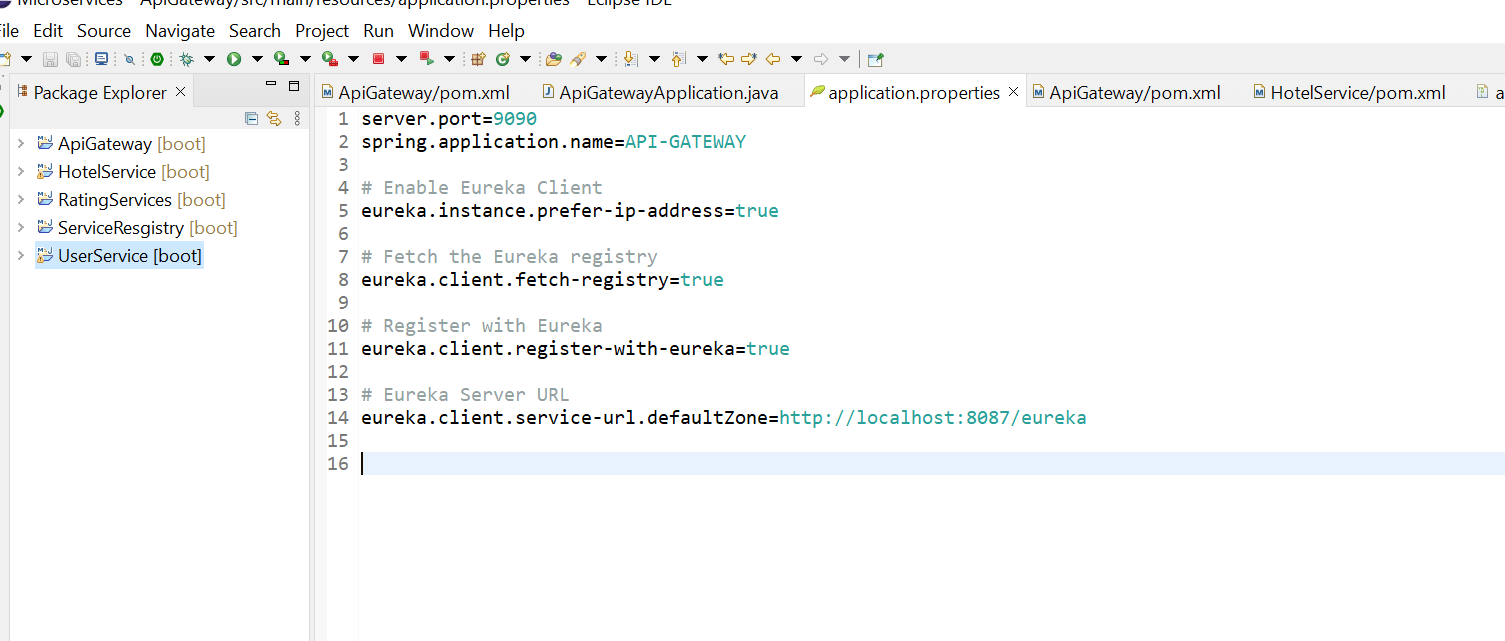 Microservices - ApiGateway/src/main/resources/application.properties - Eclipse IDE
File Edit Source Navigate Search Project Run Window Help
Package Explorer
ApiGateway/pom.xml
ApiGatewayApplication.java
application.properties
ApiGateway/pom.xml
HotelService/pom.xml
a
ApiGateway [boot]
HotelService [boot]
RatingServices [boot]
ServiceResgistry [boot]
UserService [boot]
1 server.port=9090
2 spring.application.name=API-GATEWAY
3
4 # Enable Eureka Client
5 eureka.instance.prefer-ip-address=true
6
7 # Fetch the Eureka registry
8 eureka.client.fetch-registry=true
9
10 # Register with Eureka
11 eureka.client.register-with-eureka=true
12
13 # Eureka Server URL
14 eureka.client.service-url.defaultZone=http://localhost:8087/eureka
15
16